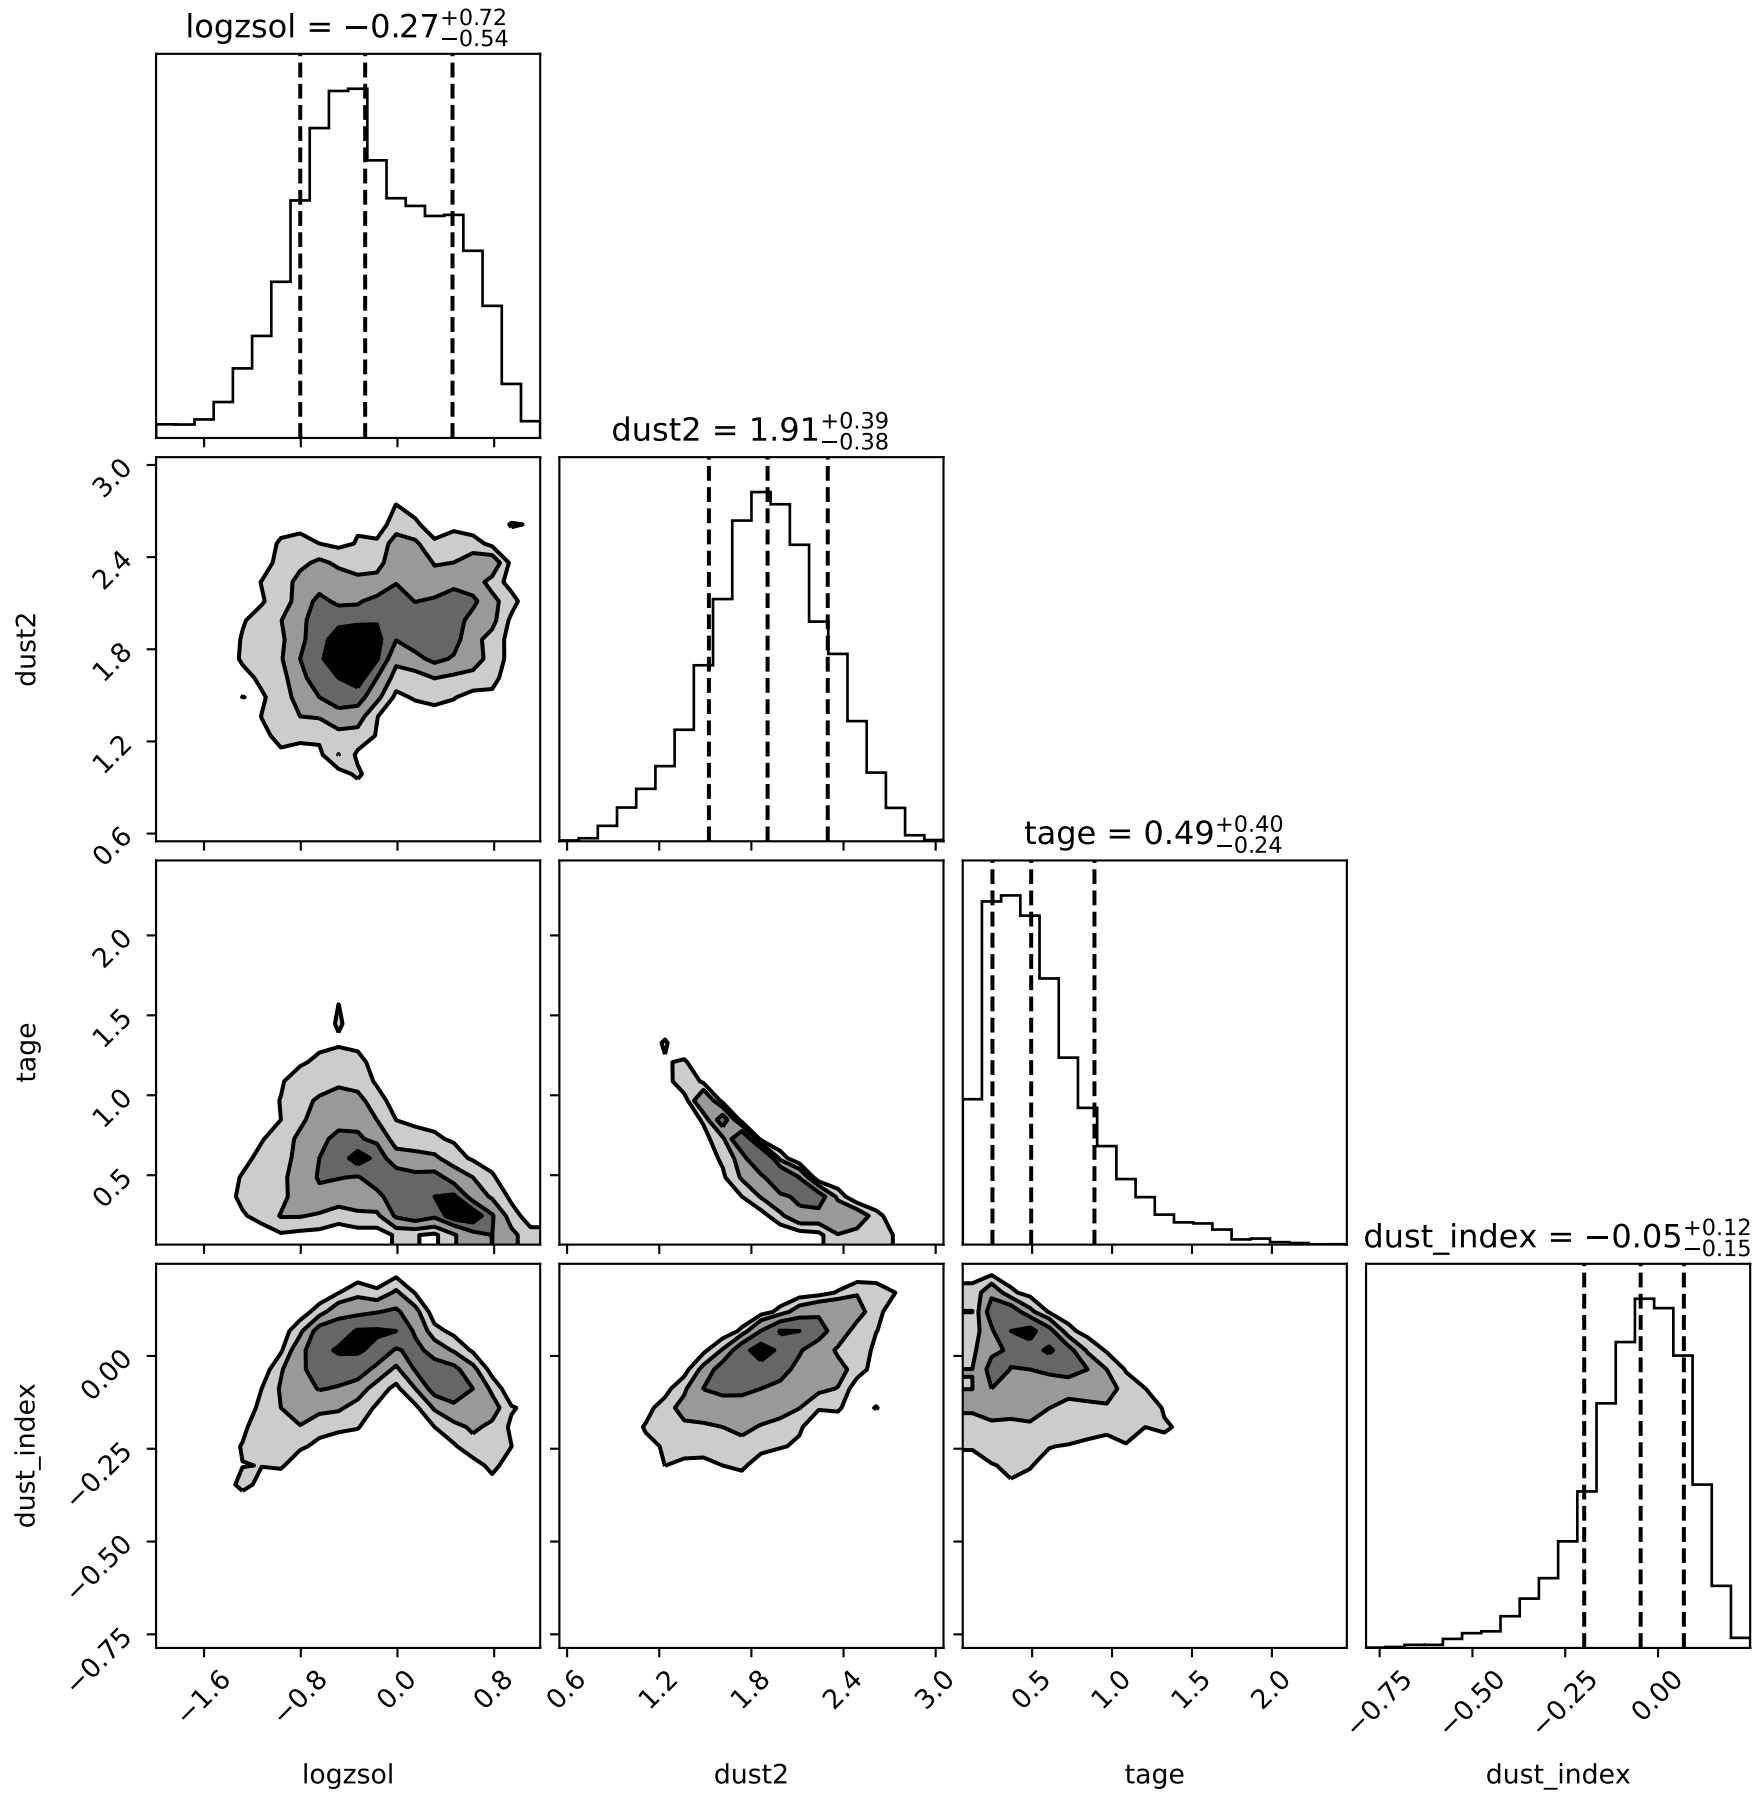 logzsol = −0.27+0.72 −0.54
3.0
2.4
1.8
1.2
0.6
dust2
dust2 = 1.91+0.39 −0.38
2.0
1.5
1.0
0.5
tage
tage = 0.49+0.40 −0.24
0.00
−0.25
−0.50
−0.75
dust_index
dust_index = −0.05+0.12 −0.15
−1.6 −0.8 0.0 0.8
0.6 1.2 1.8 2.4 3.0
0.5 1.0 1.5 2.0
−0.75 −0.50 −0.25 0.00
logzsol
dust2
tage
dust_index